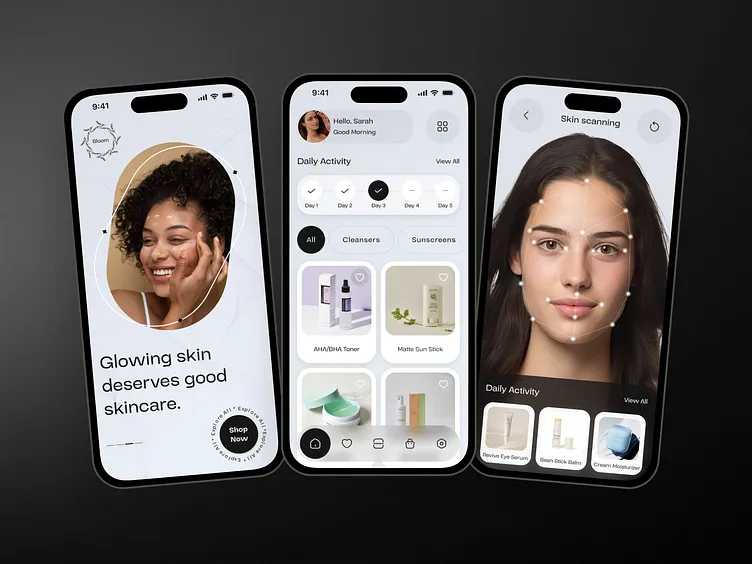 9:41
Bloom
Glowing skin
deserves good
skincare.
Explore All * Explore All * Explore All *
Shop
Now
9:41
Hello, Sarah
Good Morning
Daily Activity
View All
Day 1
Day 2
Day 3
Day 4
Day 5
All
Cleansers
Sunscreens
AHA/BHA Toner
Matte Sun Stick
9:41
Skin scanning
Daily Activity
View All
Revive Eye Serum
Bean Stick Balm
Cream Moisturizer